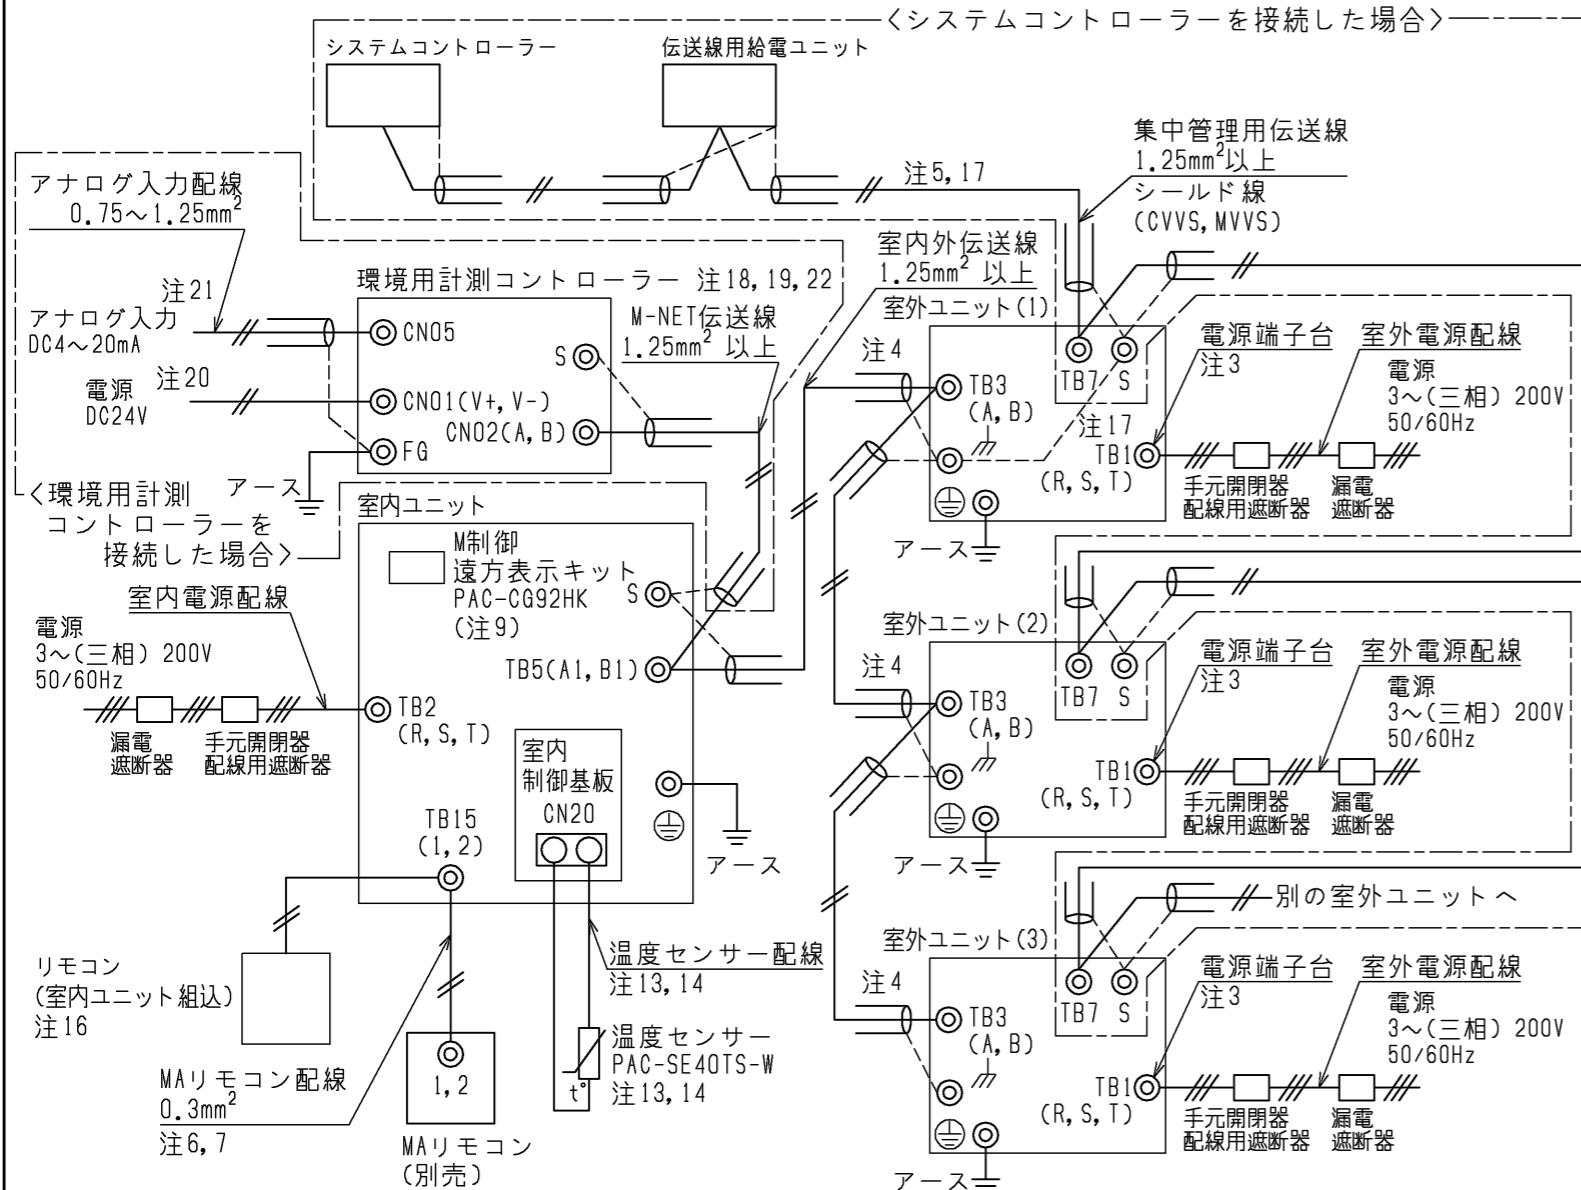 〈システムコントローラーを接続した場合〉
システムコントローラー
伝送線用給電ユニット
集中管理用伝送線
1.25mm²以上
シールド線
(CVVS,MVVS)
注5,17
アナログ入力配線
0.75～1.25mm²
注21
アナログ入力
DC4～20mA
注20
電源
DC24V
環境用計測コントローラー 注18,19,22
CN05
S
CN01(V+,V-)
CN02(A,B)
FG
アース
〈環境用計測
コントローラーを
接続した場合〉
M-NET伝送線
1.25mm² 以上
室内外伝送線
1.25mm² 以上
室内ユニット
M制御
遠方表示キット
PAC-CG92HK
(注9)
S
TB5(A1,B1)
室内電源配線
電源
3～(三相) 200V
50/60Hz
漏電
遮断器
手元開閉器
配線用遮断器
TB2
(R,S,T)
室内
制御基板
CN20
TB15
(1,2)
アース
リモコン
(室内ユニット組込)
注16
MAリモコン配線
0.3mm²
注6,7
1,2
MAリモコン
(別売)
温度センサー配線
注13,14
温度センサー
PAC-SE40TS-W
注13,14
t°
室外ユニット(1)
注4
TB3
(A,B)
TB7
S
注17
TB1
(R,S,T)
アース
電源端子台
注3
室外電源配線
電源
3～(三相) 200V
50/60Hz
手元開閉器
配線用遮断器
漏電
遮断器
室外ユニット(2)
注4
TB3
(A,B)
TB7
S
TB1
(R,S,T)
アース
電源端子台
注3
室外電源配線
電源
3～(三相) 200V
50/60Hz
手元開閉器
配線用遮断器
漏電
遮断器
別の室外ユニットへ
室外ユニット(3)
注4
TB3
(A,B)
TB7
S
TB1
(R,S,T)
アース
電源端子台
注3
室外電源配線
電源
3～(三相) 200V
50/60Hz
手元開閉器
配線用遮断器
漏電
遮断器